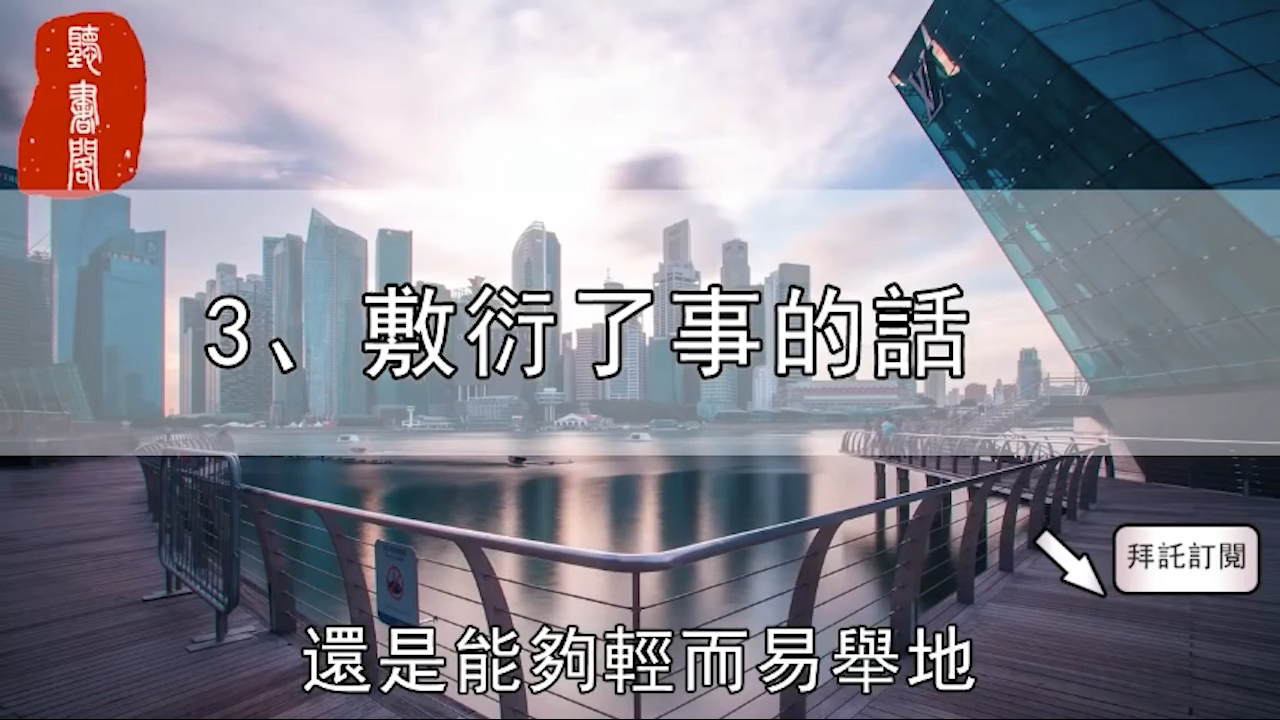 聽書閣
3、敷衍了事的話
拜託訂閱
還是能夠輕而易舉地